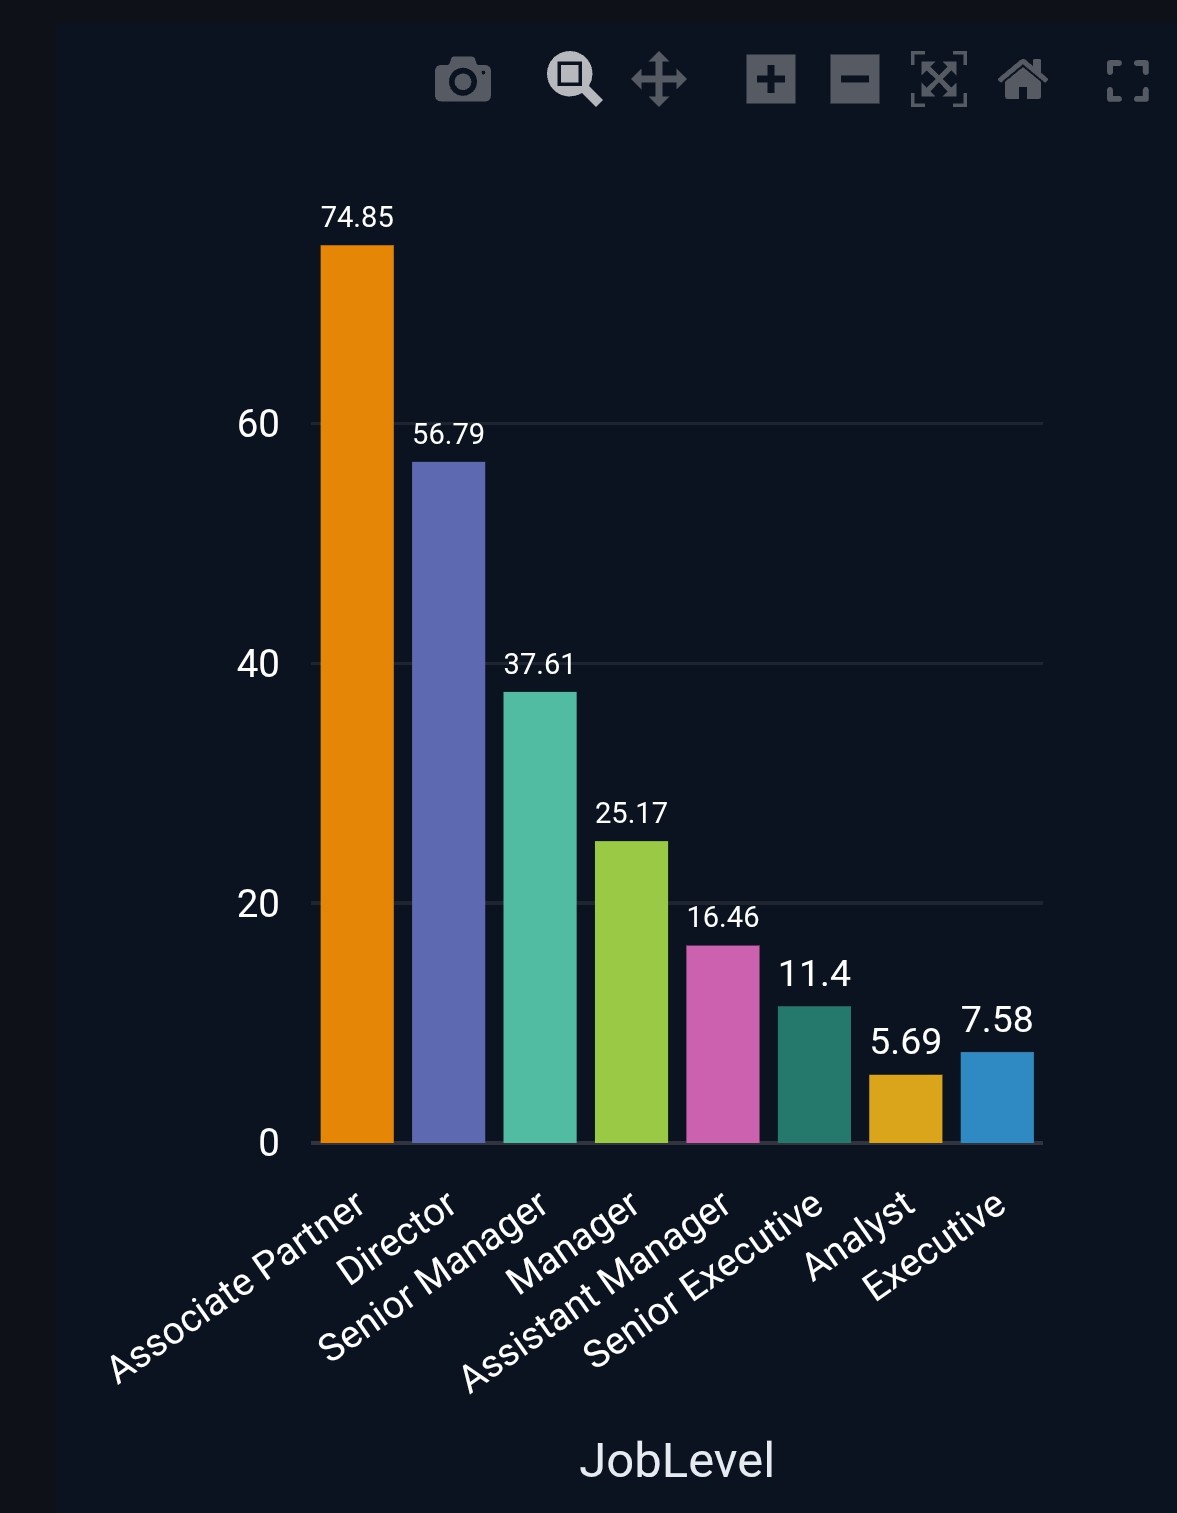 74.85
60
56.79
40
37.61
25.17
20
16.46
11.4
7.58
5.69
0
Associate Partner
Director
Senior Manager
Manager
Assistant Manager
Senior Executive
Analyst
Executive
JobLevel